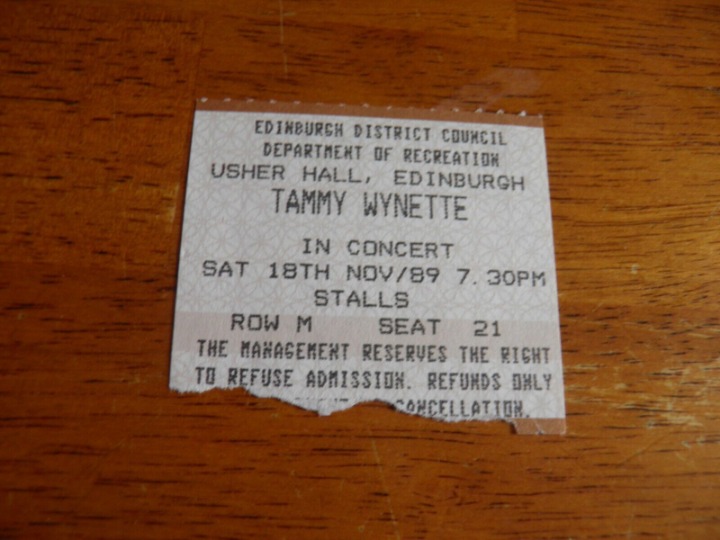 EDINBURGH DISTRICT COUNCIL
DEPARTMENT OF RECREATION
USHER HALL, EDINBURGH
TAMMY WYNETTE
IN CONCERT
SAT 18TH NOV/89 7.30PM
STALLS
ROW M SEAT 21
THE MANAGEMENT RESERVES THE RIGHT
TO REFUSE ADMISSION. REFUNDS ONLY
CANCELLATION.